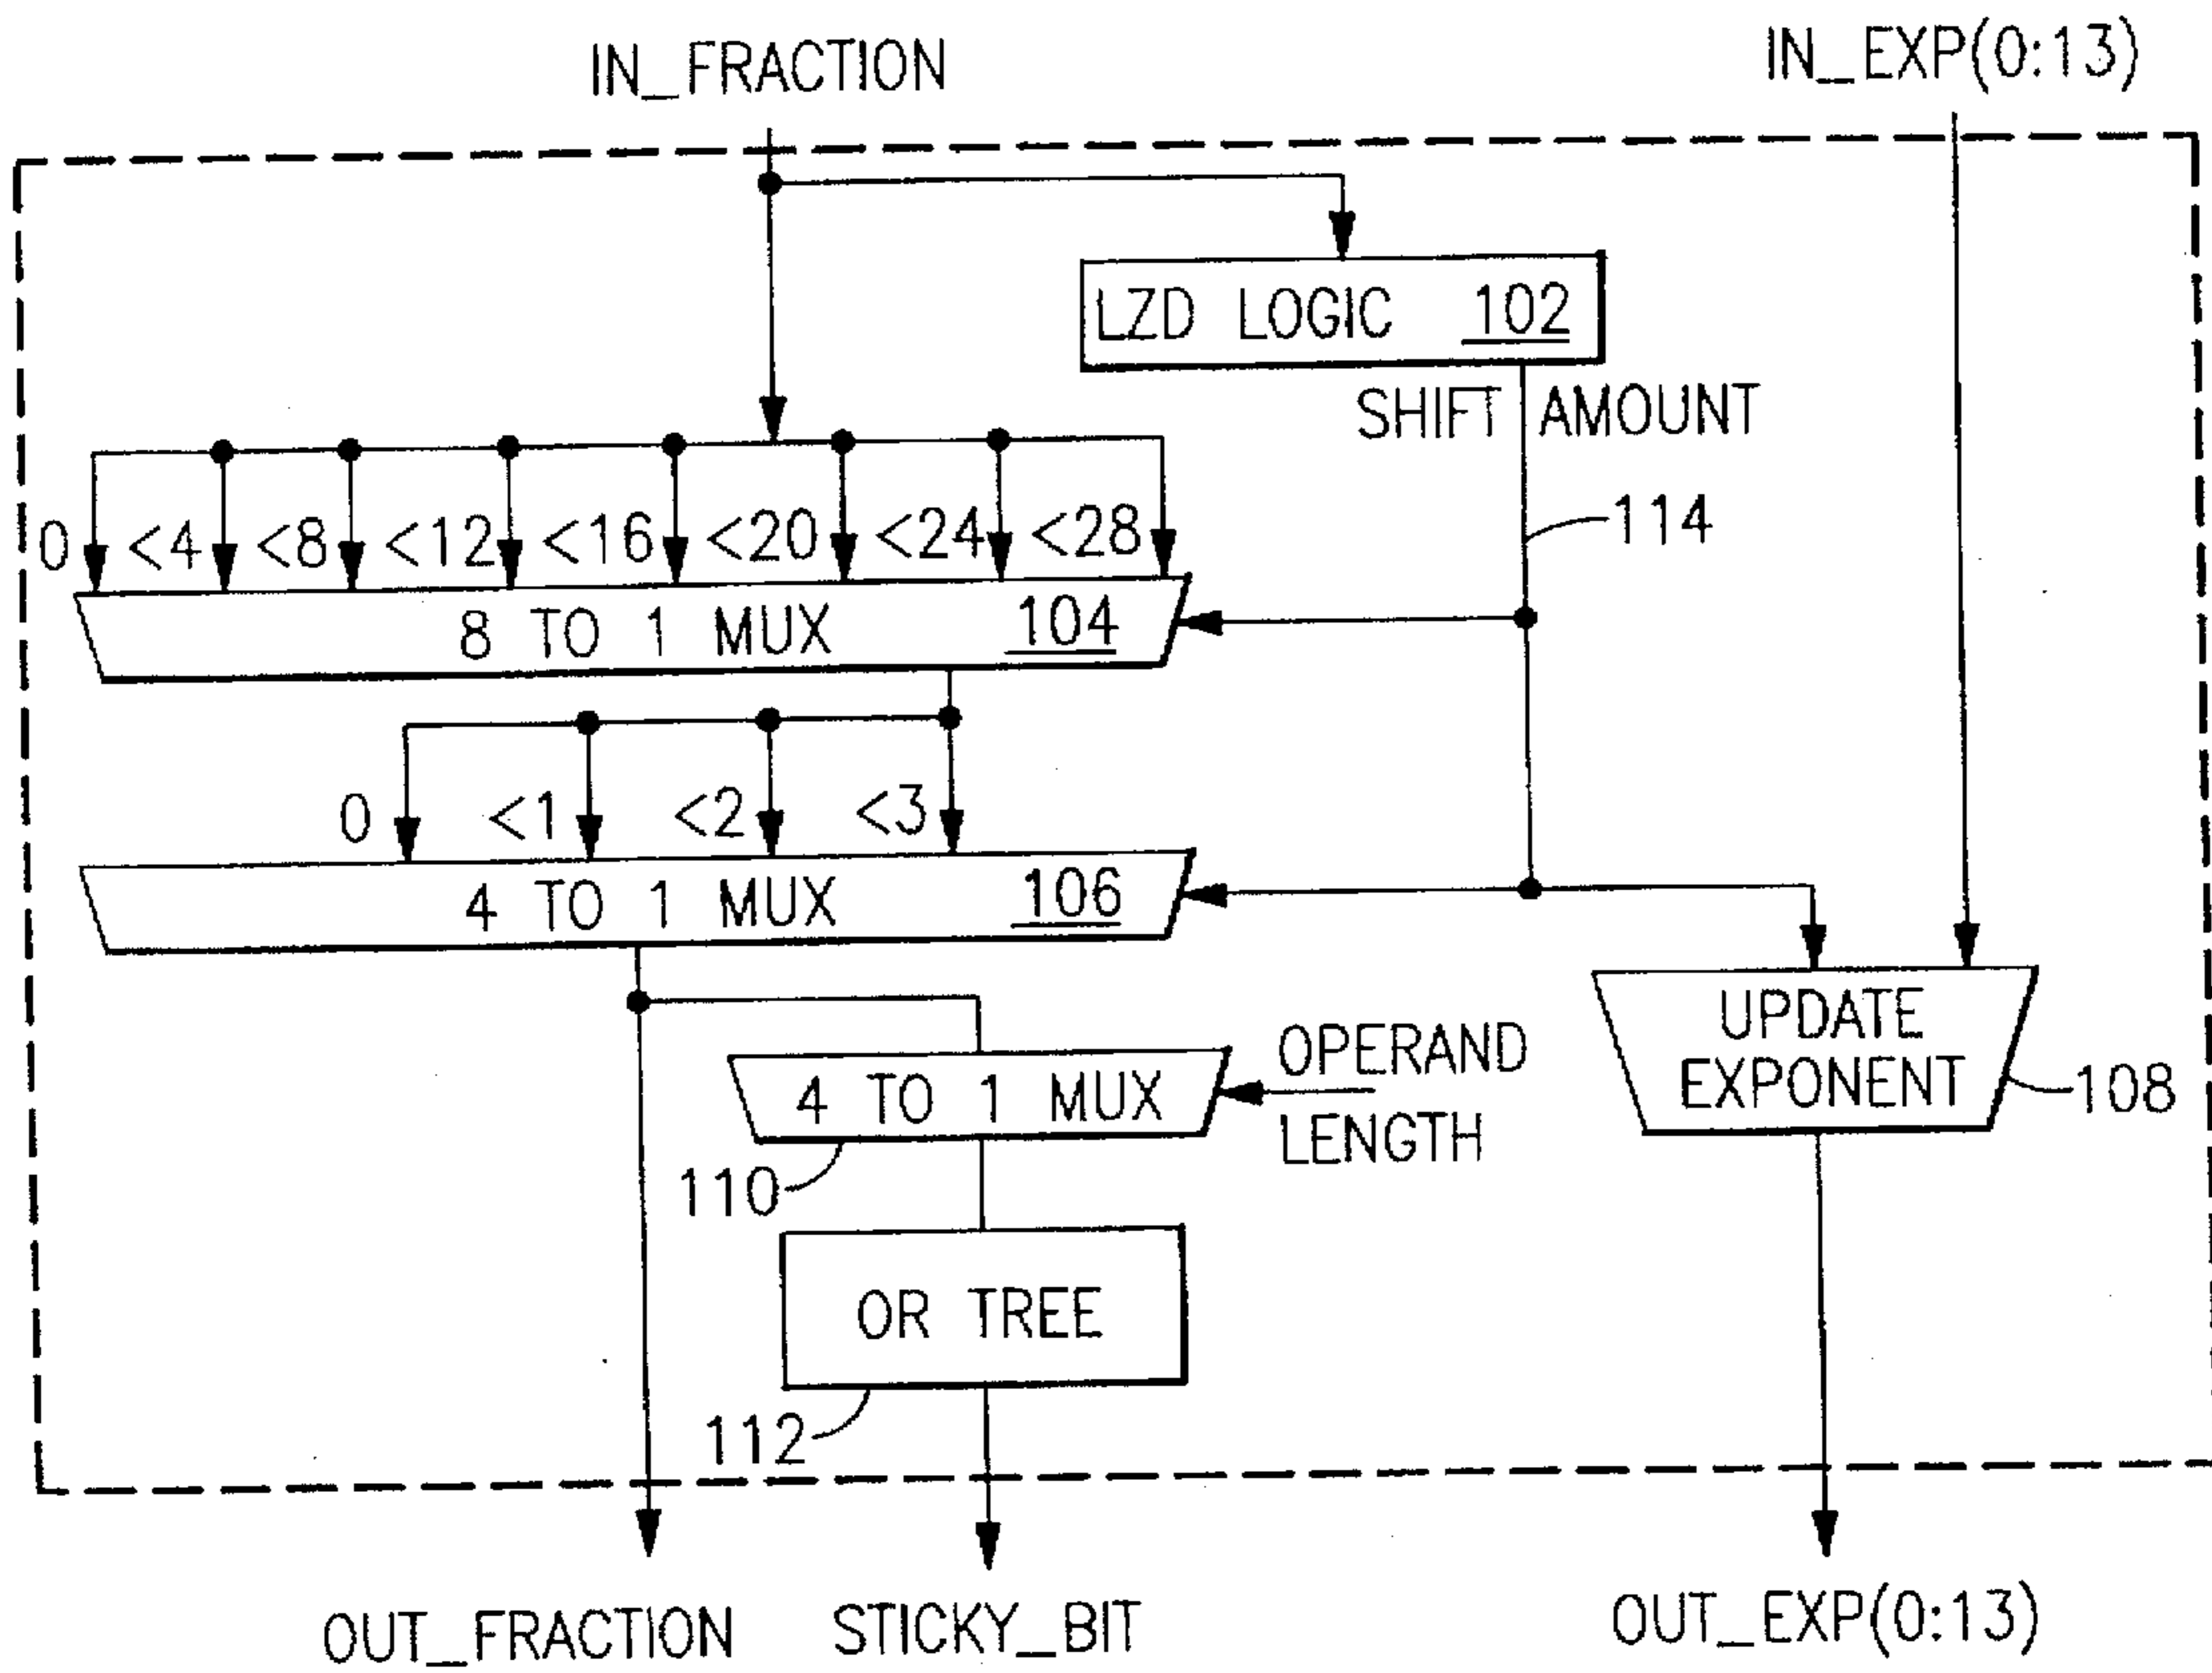 IN_FRACTION
IN_EXP(0:13)
LZD LOGIC 102
SHIFT AMOUNT
114
0 <4 <8 <12 <16 <20 <24 <28
8 TO 1 MUX 104
0 <1 <2 <3
4 TO 1 MUX 106
UPDATE
EXPONENT
108
OPERAND
LENGTH
4 TO 1 MUX
110
OR TREE
112
OUT_FRACTION
STICKY_BIT
OUT_EXP(0:13)